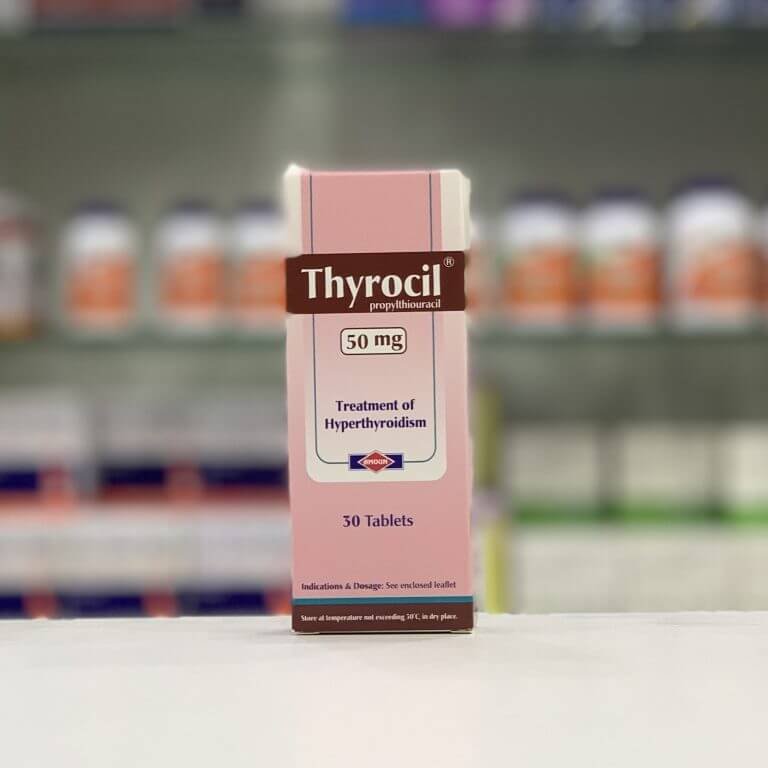 Thyrocil®
propylthiouracil
50 mg
Treatment of
Hyperthyroidism
AMOUN
30 Tablets
Indications & Dosage: See enclosed leaflet
Store at temperature not exceeding 30°C, in dry place.